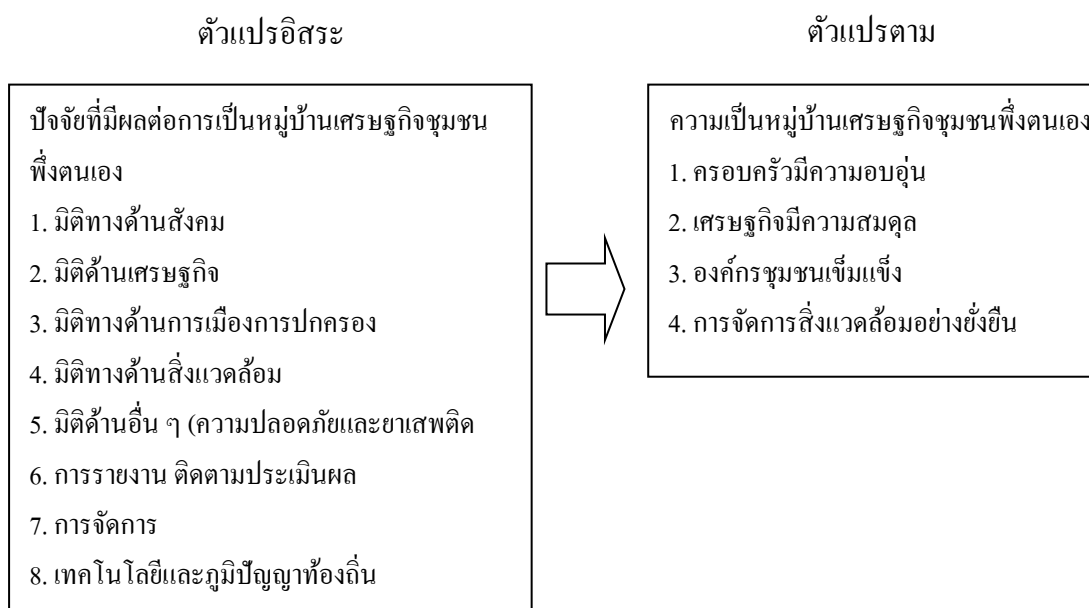 ตัวแปรอิสระ
ปัจจัยที่มีผลต่อการเป็นหมู่บ้านเศรษฐกิจชุมชน
พึ่งตนเอง
1. มิติทางด้านสังคม
2. มิติด้านเศรษฐกิจ
3. มิติทางด้านการเมืองการปกครอง
4. มิติทางด้านสิ่งแวดล้อม
5. มิติด้านอื่น ๆ (ความปลอดภัยและยาเสพติด
6. การรายงาน ติดตามประเมินผล
7. การจัดการ
8. เทคโนโลยีและภูมิปัญญาท้องถิ่น
ตัวแปรตาม
ความเป็นหมู่บ้านเศรษฐกิจชุมชนพึ่งตนเอง
1. ครอบครัวมีความอบอุ่น
2. เศรษฐกิจมีความสมดุล
3. องค์กรชุมชนเข็มแข็ง
4. การจัดการสิ่งแวดล้อมอย่างยั่งยืน